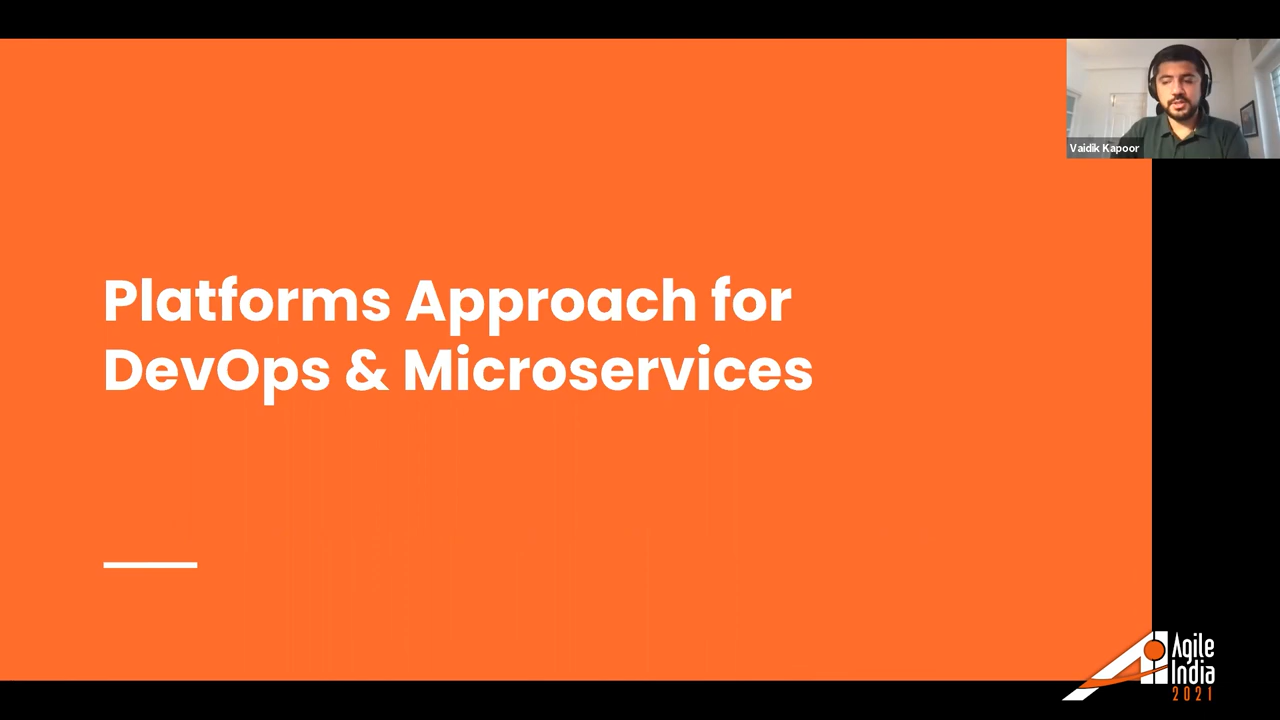 Vaidik Kapoor
Platforms Approach for
DevOps & Microservices
Agile
India
2021